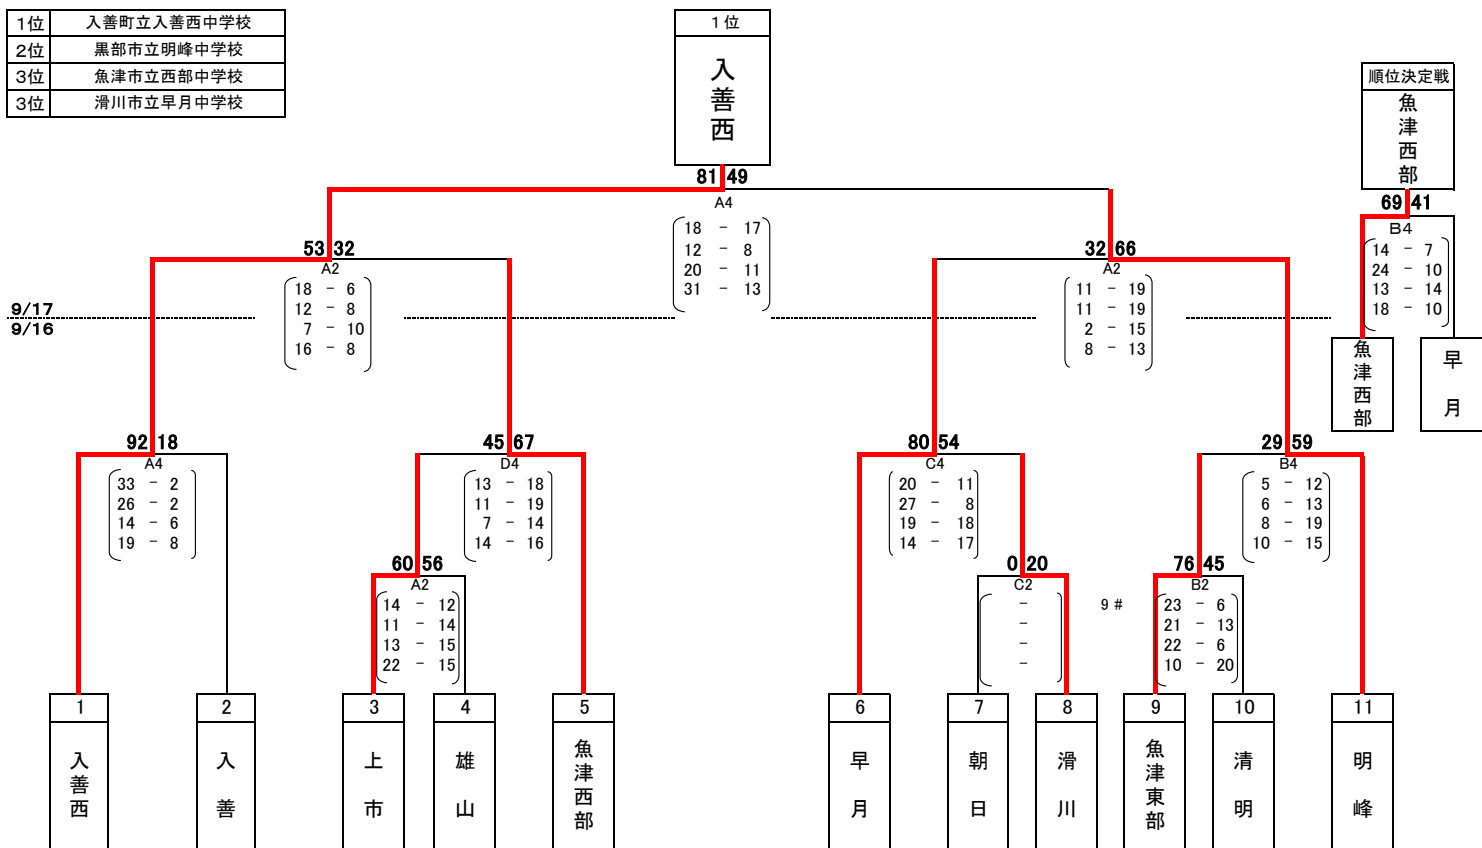 1位 入善町立入善西中学校
2位 黒部市立明峰中学校
3位 魚津市立西部中学校
3位 滑川市立早月中学校
1位
入善西
順位決定戦
魚津西部
81 49
A4
18 - 17
12 - 8
20 - 11
31 - 13
69 41
B4
14 - 7
24 - 10
13 - 14
18 - 10
魚津西部
早月
53 32
A2
18 - 6
12 - 8
7 - 10
16 - 8
32 66
A2
11 - 19
11 - 19
2 - 15
8 - 13
9/17
9/16
92 18
A4
33 - 2
26 - 2
14 - 6
19 - 8
45 67
D4
13 - 18
11 - 19
7 - 14
14 - 16
80 54
C4
20 - 11
27 - 8
19 - 18
14 - 17
29 59
B4
5 - 12
6 - 13
8 - 19
10 - 15
60 56
A2
14 - 12
11 - 14
13 - 15
22 - 15
0 20
C2
-
-
-
-
9 #
76 45
B2
23 - 6
21 - 13
22 - 6
10 - 20
1
入善西
2
入善
3
上市
4
雄山
5
魚津西部
6
早月
7
朝日
8
滑川
9
魚津東部
10
清明
11
明峰